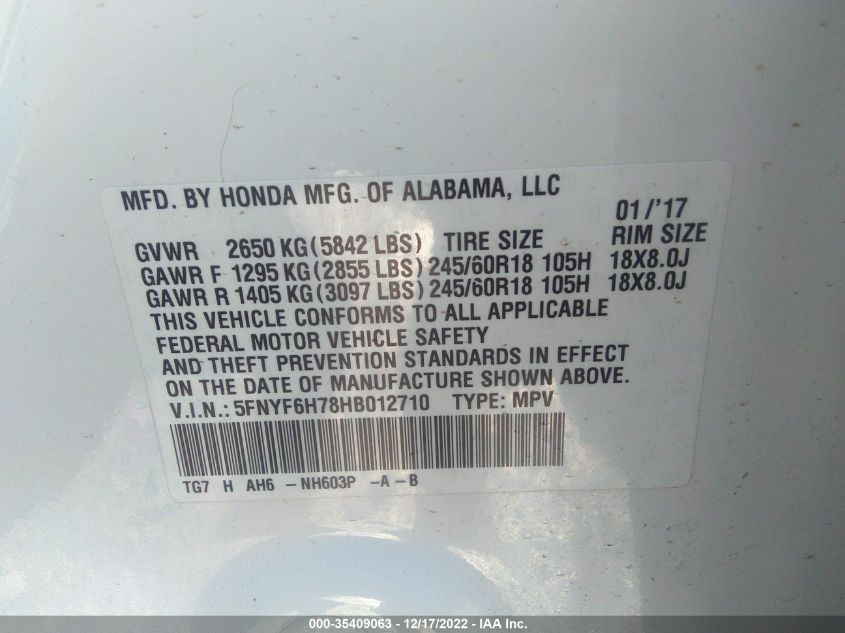 MFD. BY HONDA MFG. OF ALABAMA, LLC 01/'17
GVWR 2650 KG(5842 LBS) TIRE SIZE RIM SIZE
GAWR F 1295 KG(2855 LBS) 245/60R18 105H 18X8.0J
GAWR R 1405 KG(3097 LBS) 245/60R18 105H 18X8.0J
THIS VEHICLE CONFORMS TO ALL APPLICABLE
FEDERAL MOTOR VEHICLE SAFETY
AND THEFT PREVENTION STANDARDS IN EFFECT
ON THE DATE OF MANUFACTURE SHOWN ABOVE.
V.I.N.: 5FNYF6H78HB012710 TYPE: MPV
TG7 H AH6 -NH603P -A-B
000-35409063 - 12/17/2022 - IAA Inc.